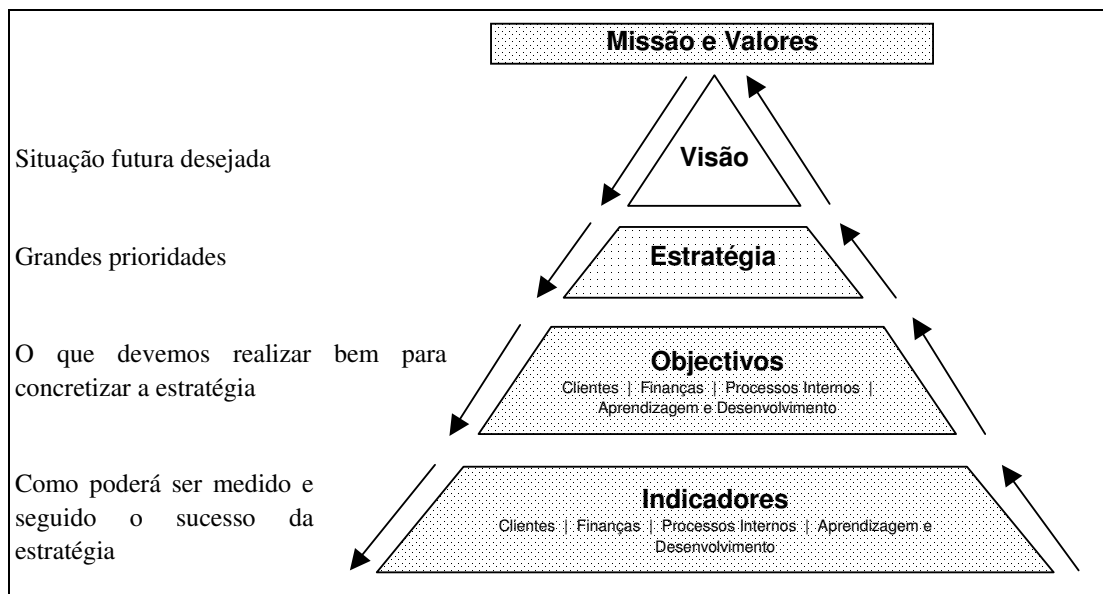 Missão e Valores
Situação futura desejada
Visão
Grandes prioridades
Estratégia
O que devemos realizar bem para
concretizar a estratégia
Objectivos
Clientes | Finanças | Processos Internos |
Aprendizagem e Desenvolvimento
Como poderá ser medido e
seguido o sucesso da
estratégia
Indicadores
Clientes | Finanças | Processos Internos | Aprendizagem e
Desenvolvimento